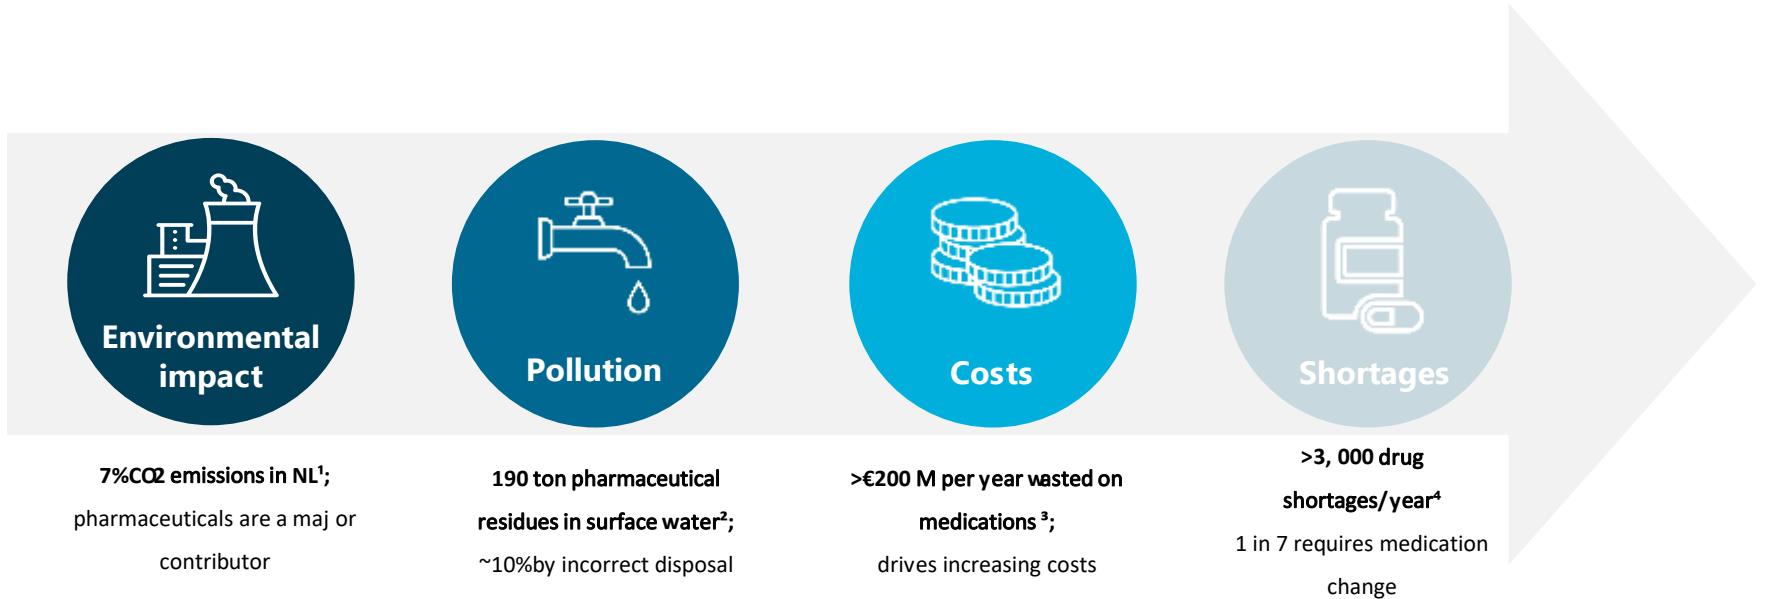 Environmental
impact
Pollution
Costs
Shortages
7%CO2 emissions in NL¹;
pharmaceuticals are a maj or
contributor
190 ton pharmaceutical
residues in surface water²;
~10%by incorrect disposal
>€200 M per year wasted on
medications ³;
drives increasing costs
>3, 000 drug
shortages/year⁴
1 in 7 requires medication
change